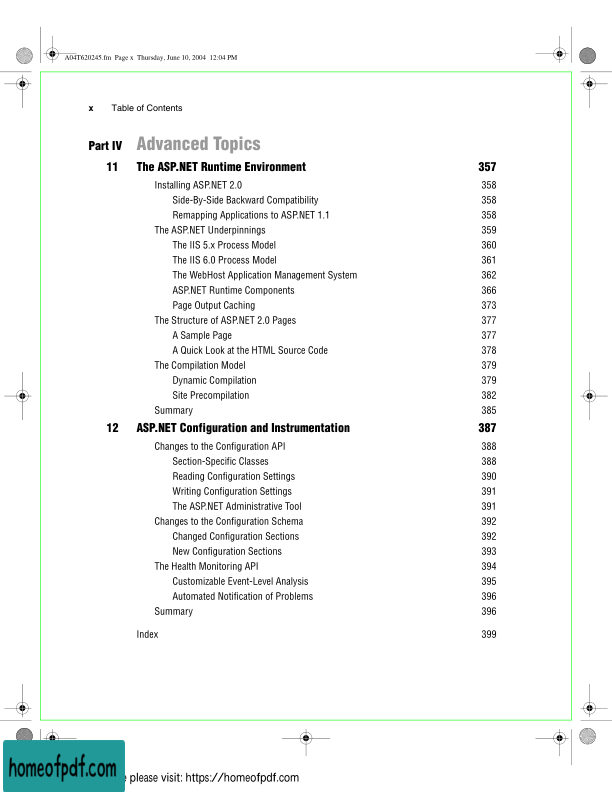 A04T620245.fm Page x Thursday, June 10, 2004 12:04 PM
x Table of Contents
Part IV Advanced Topics
11 The ASP.NET Runtime Environment 357
Installing ASP.NET 2.0 358
Side-By-Side Backward Compatibility 358
Remapping Applications to ASP.NET 1.1 358
The ASP.NET Underpinnings 359
The IIS 5.x Process Model 360
The IIS 6.0 Process Model 361
The WebHost Application Management System 362
ASP.NET Runtime Components 366
Page Output Caching 373
The Structure of ASP.NET 2.0 Pages 377
A Sample Page 377
A Quick Look at the HTML Source Code 378
The Compilation Model 379
Dynamic Compilation 379
Site Precompilation 382
Summary 385
12 ASP.NET Configuration and Instrumentation 387
Changes to the Configuration API 388
Section-Specific Classes 388
Reading Configuration Settings 390
Writing Configuration Settings 391
The ASP.NET Administrative Tool 391
Changes to the Configuration Schema 392
Changed Configuration Sections 392
New Configuration Sections 393
The Health Monitoring API 394
Customizable Event-Level Analysis 395
Automated Notification of Problems 396
Summary 396
Index 399
homeofpdf.com
please visit: https://homeofpdf.com